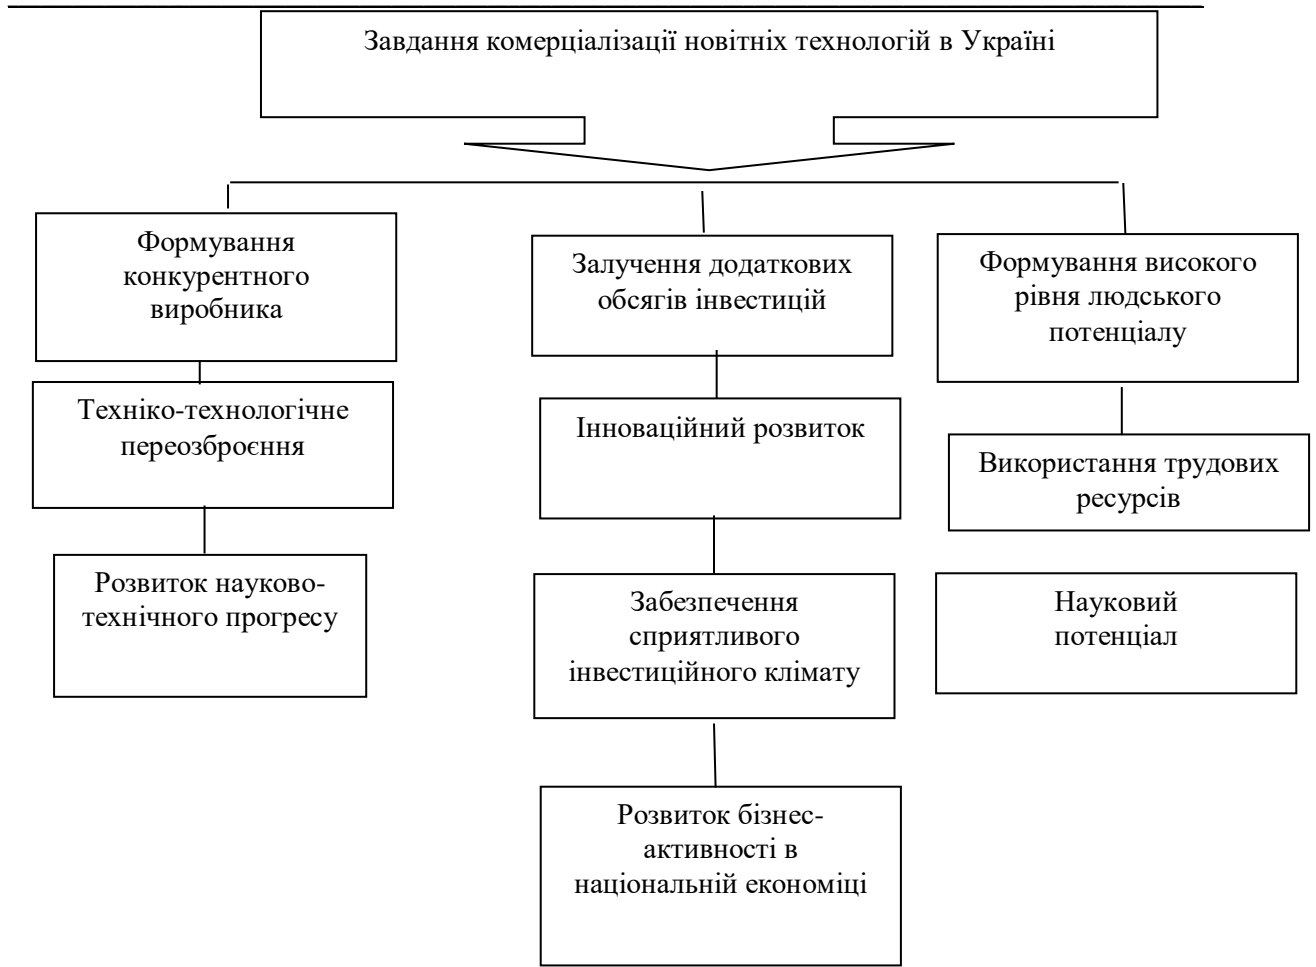 Завдання комерціалізації новітніх технологій в Україні
Формування
конкурентного
виробника
Залучення додаткових
обсягів інвестицій
Формування високого
рівня людського
потенціалу
Техніко-технологічне
переозброєння
Інноваційний розвиток
Використання трудових
ресурсів
Розвиток науково-
технічного прогресу
Забезпечення
сприятливого
інвестиційного клімату
Науковий
потенціал
Розвиток бізнес-
активності в
національній економіці